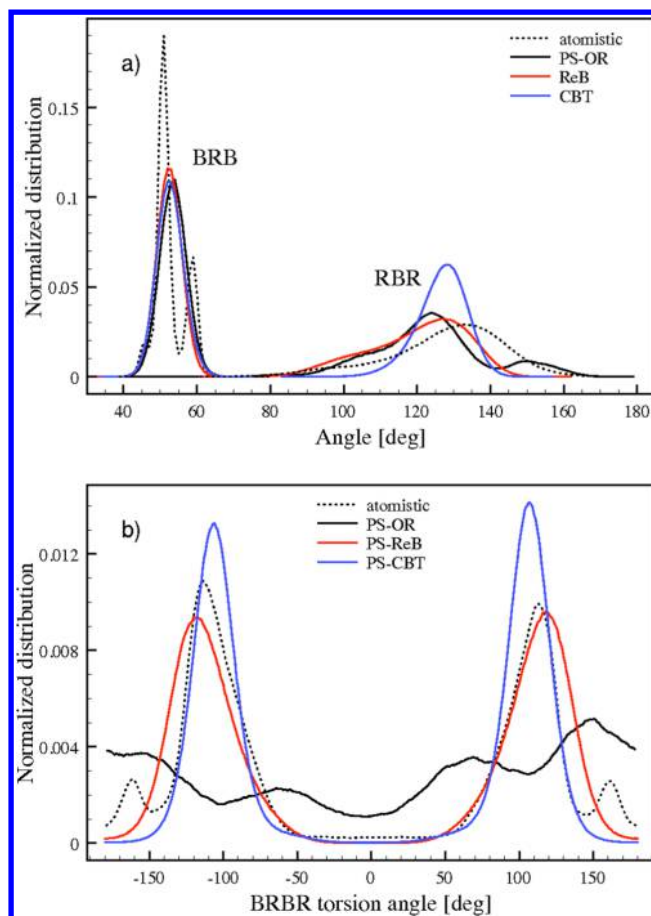 a)
atomistic
PS-OR
ReB
CBT
BRB
RBR
Normalized distribution
0.15
0.1
0.05
0
40 60 80 100 120 140 160 180
Angle [deg]
b)
atomistic
PS-OR
PS-ReB
PS-CBT
Normalized distribution
0.012
0.008
0.004
0
-150 -100 -50 0 50 100 150
BRBR torsion angle [deg]